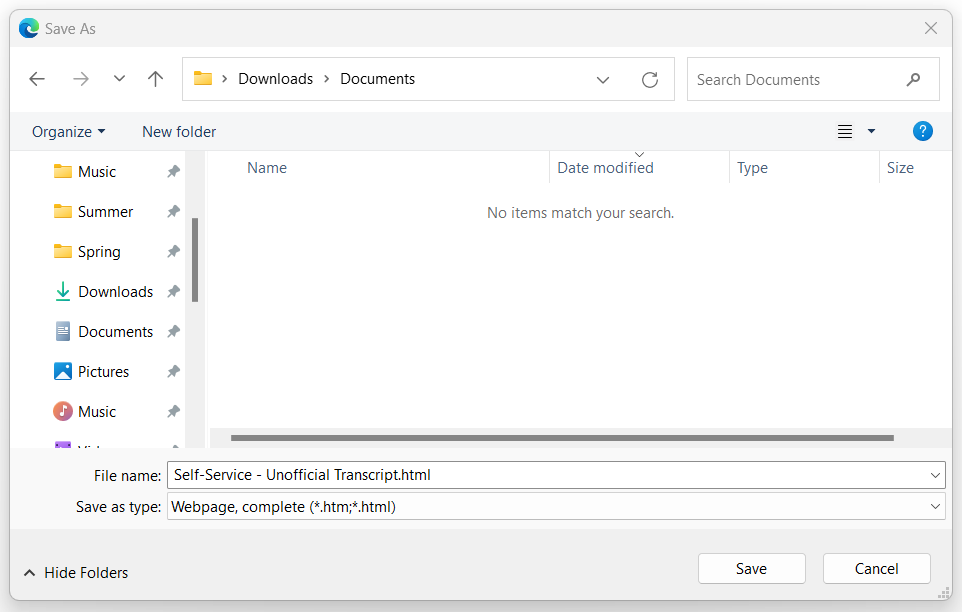 Save As
Downloads > Documents
Search Documents
Organize
New folder
?
Name
Date modified
Type
Size
No items match your search.
Music
Summer
Spring
Downloads
Documents
Pictures
Music
File name: Self-Service - Unofficial Transcript.html
Save as type: Webpage, complete (*.htm;*.html)
Hide Folders
Save
Cancel